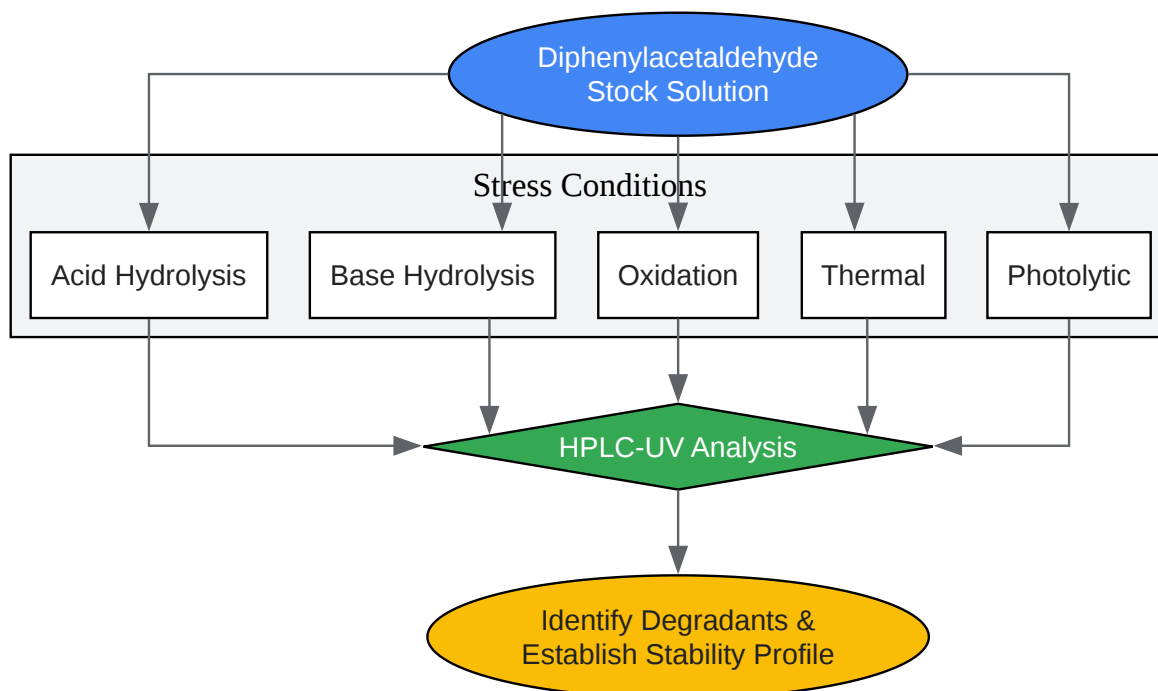 Diphenylacetaldehyde
Stock Solution
Stress Conditions
Acid Hydrolysis
Base Hydrolysis
Oxidation
Thermal
Photolytic
HPLC-UV Analysis
Identify Degradants &
Establish Stability Profile